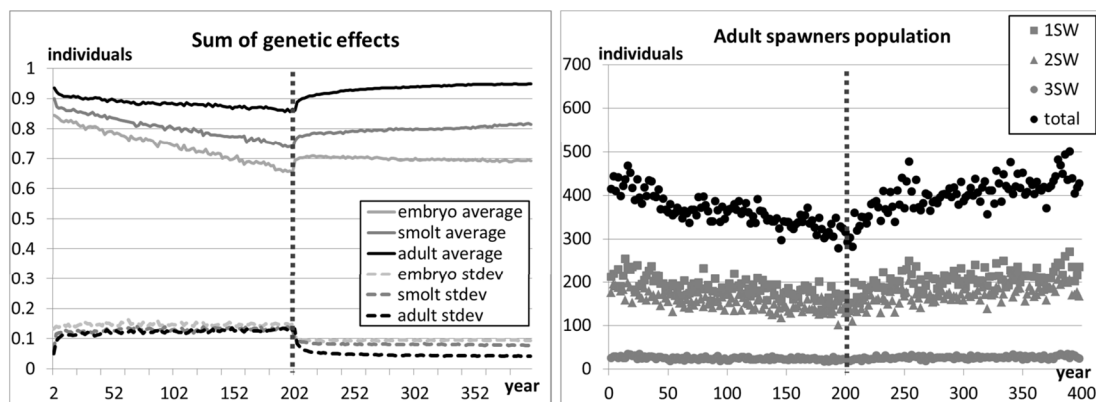 Sum of genetic effects
individuals
1
0.9
0.8
0.7
0.6
0.5
0.4
0.3
0.2
0.1
0
2 52 102 152 202 252 302 352
year
embryo average
smolt average
adult average
embryo stdev
smolt stdev
adult stdev
Adult spawners population
individuals
700
600
500
400
300
200
100
0
0 50 100 150 200 250 300 350 400
year
1SW
2SW
3SW
total